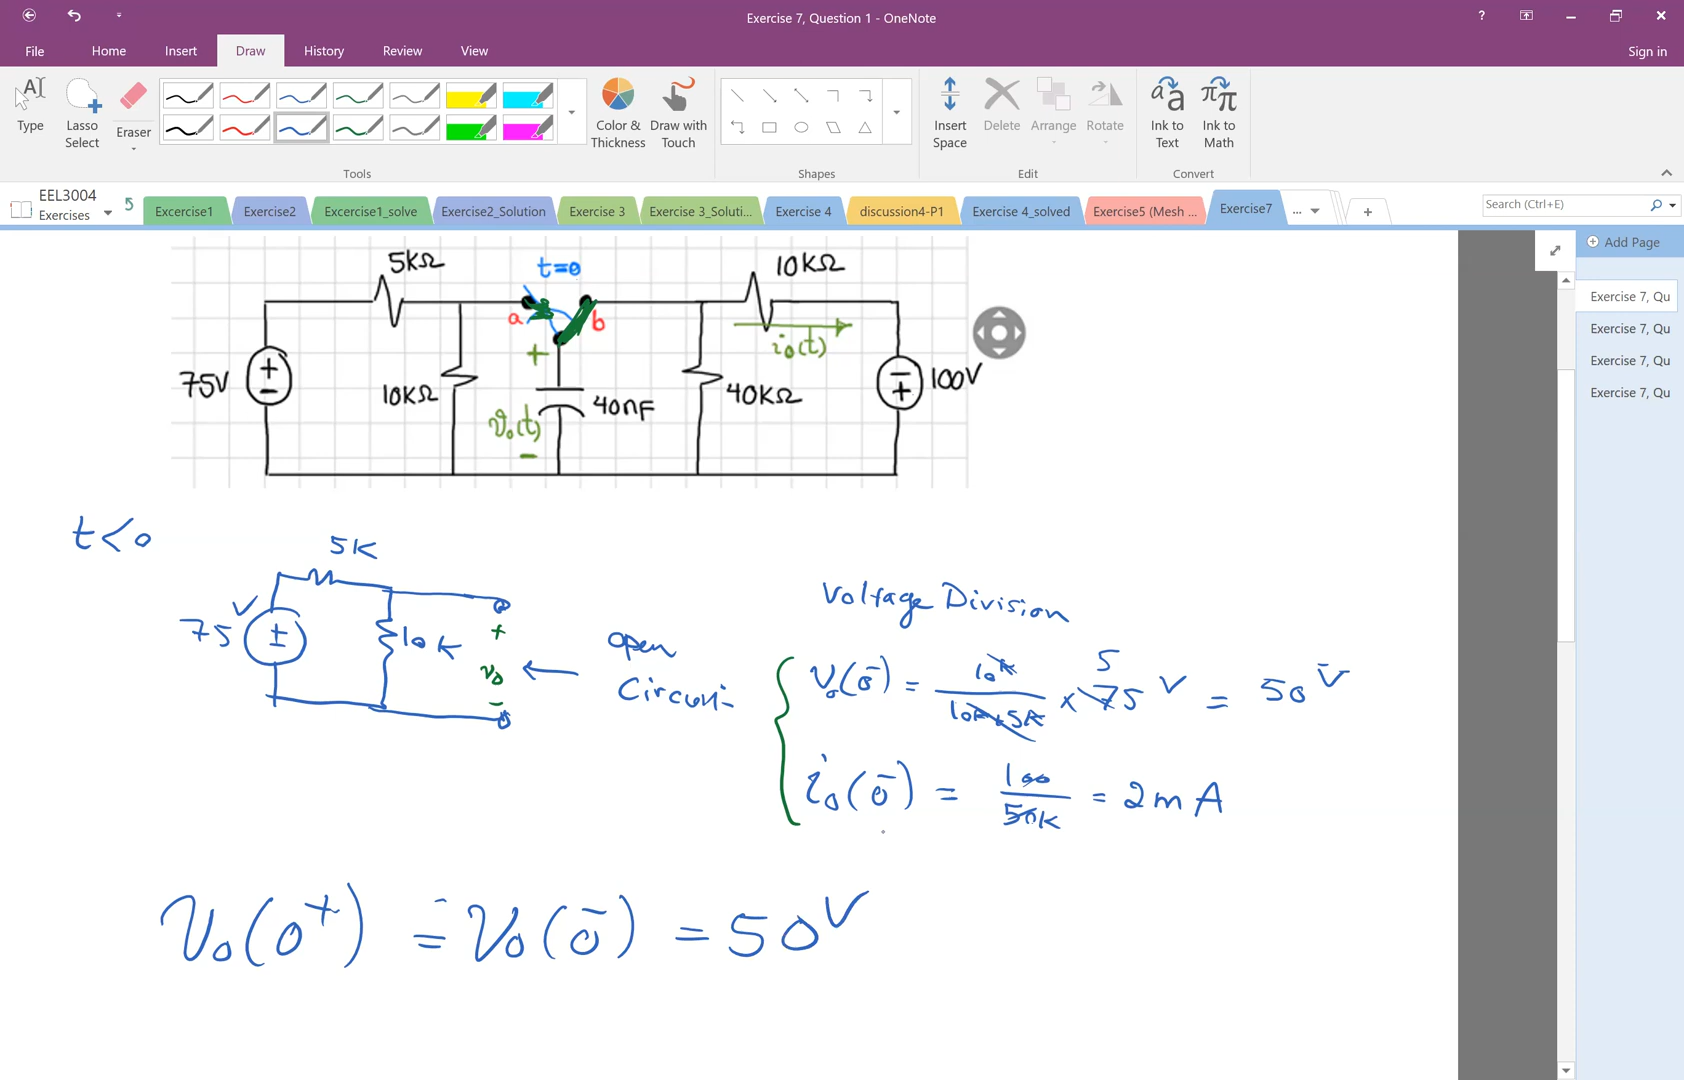 Exercise 7, Question 1 - OneNote
?
File Home Insert Draw History Review View Sign in
Type
Lasso Select
Eraser
Color & Thickness
Draw with Touch
Insert Space
Delete
Arrange
Rotate
Ink to Text
Ink to Math
Tools Shapes Edit Convert
EEL3004
Exercises
Excercise1 Exercise2 Excercise1_solve Exercise2_Solution Exercise 3 Exercise 3_Soluti... Exercise 4 discussion4-P1 Exercise 4_solved Exercise5 (Mesh ... Exercise7 ...
Search (Ctrl+E)
Add Page
Exercise 7, Qu
Exercise 7, Qu
Exercise 7, Qu
Exercise 7, Qu
5KΩ t=0 10KΩ
a b
+ i₀(t)
75V + − 10KΩ 40nF 40KΩ − + 100V
v₀(t)
−
t<0
5K
75 V ± 10K
+
v₀
−
open
Circuit
Voltage Division
v₀(0⁻) = 10K / 10K+5K × 75 V = 50 V
5
i₀(0⁻) = 100 / 50K = 2mA
V₀(0⁺) = V₀(0⁻) = 50 V